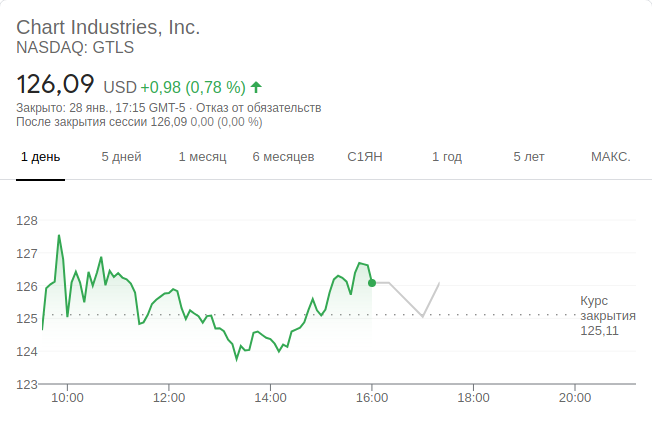 Chart Industries, Inc.
NASDAQ: GTLS
126,09 USD +0,98 (0,78 %)
Закрыто: 28 янв., 17:15 GMT-5 · Отказ от обязательств
После закрытия сессии 126,09 0,00 (0,00 %)
1 день 5 дней 1 месяц 6 месяцев С1ЯН 1 год 5 лет МАКС.
128
127
126
125
124
123
Курс
закрытия
125,11
10:00 12:00 14:00 16:00 18:00 20:00